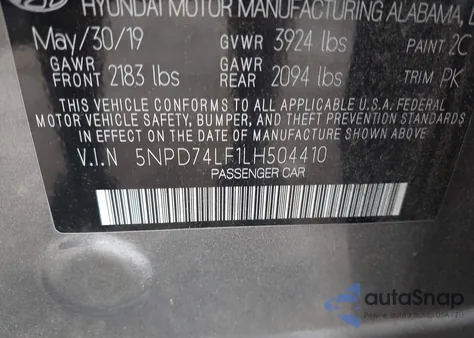 HYUNDAI MOTOR MANUFACTURING ALABAMA,
May/30/19 GVWR 3924 lbs PAINT 2C
GAWR FRONT 2183 lbs GAWR REAR 2094 lbs TRIM PK
THIS VEHICLE CONFORMS TO ALL APPLICABLE U.S.A. FEDERAL
MOTOR VEHICLE SAFETY, BUMPER, AND THEFT PREVENTION STANDARDS
IN EFFECT ON THE DATE OF MANUFACTURE SHOWN ABOVE.
V.I.N 5NPD74LF1LH504410
PASSENGER CAR
autaSnap